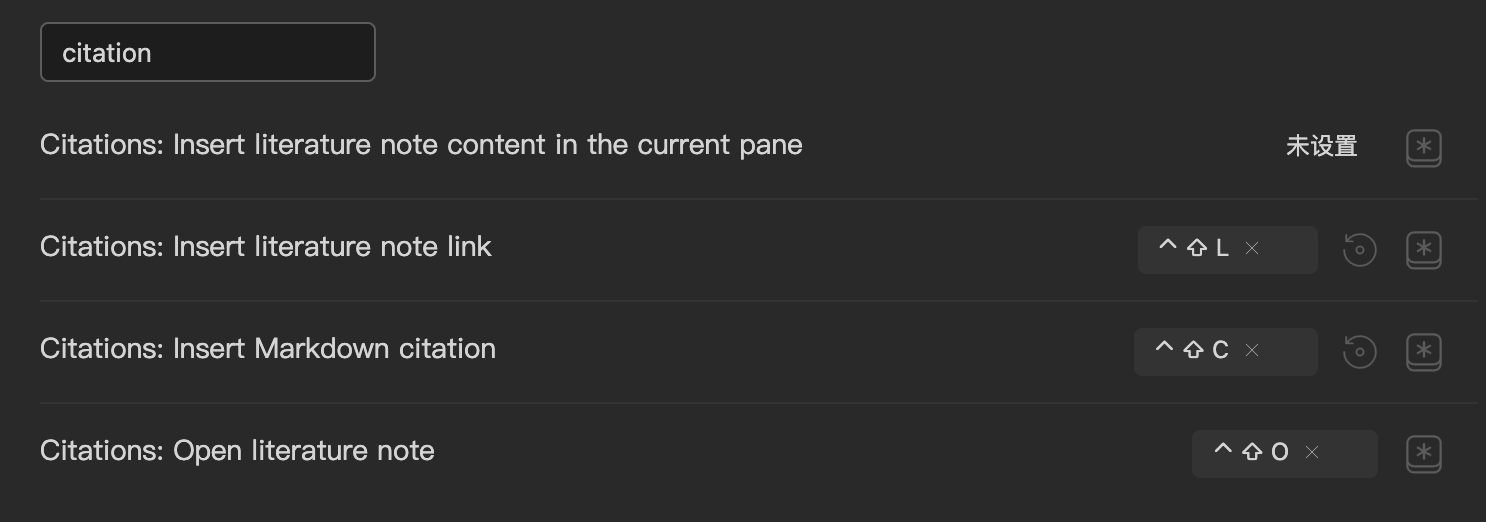 citation
Citations: Insert literature note content in the current pane 未设置
Citations: Insert literature note link ⌃ ⇧ L ×
Citations: Insert Markdown citation ⌃ ⇧ C ×
Citations: Open literature note ⌃ ⇧ O ×